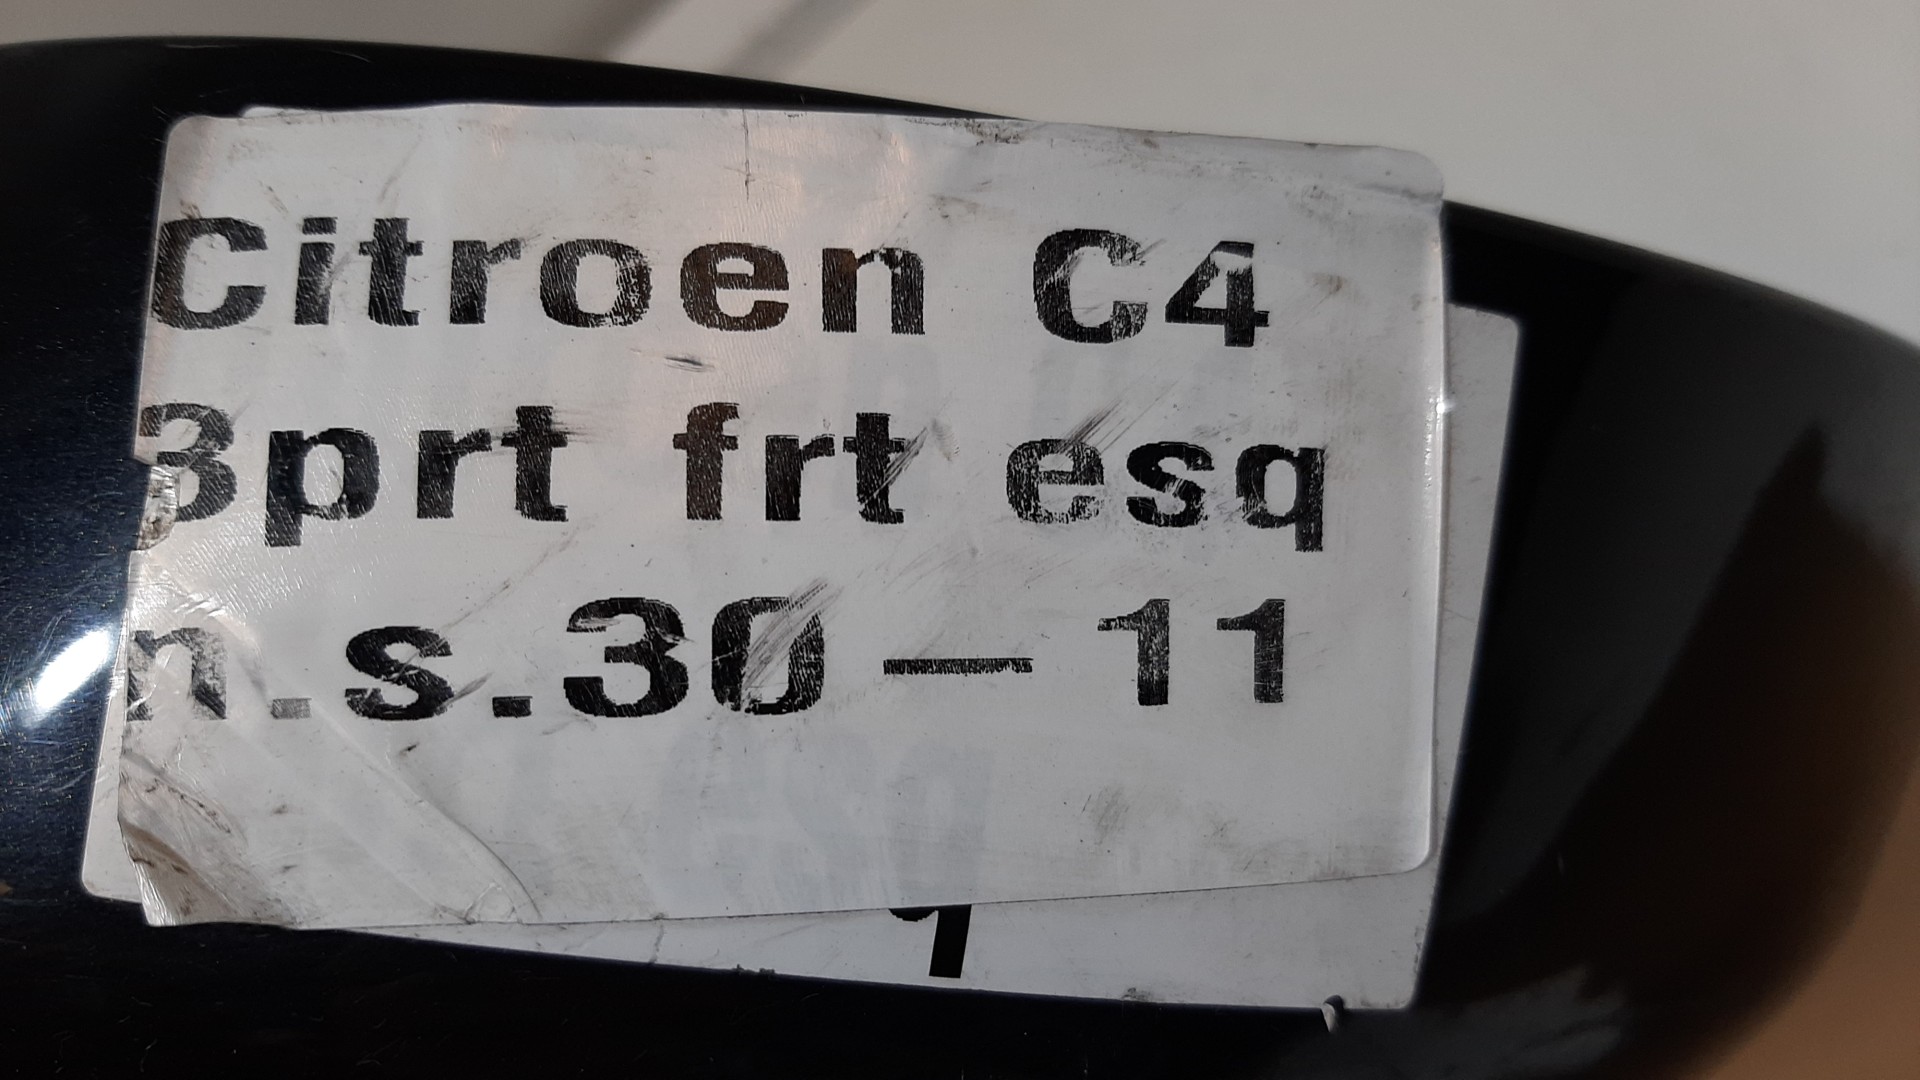 Citroen C4
3prt frt esq
n.s.30 — 11
q